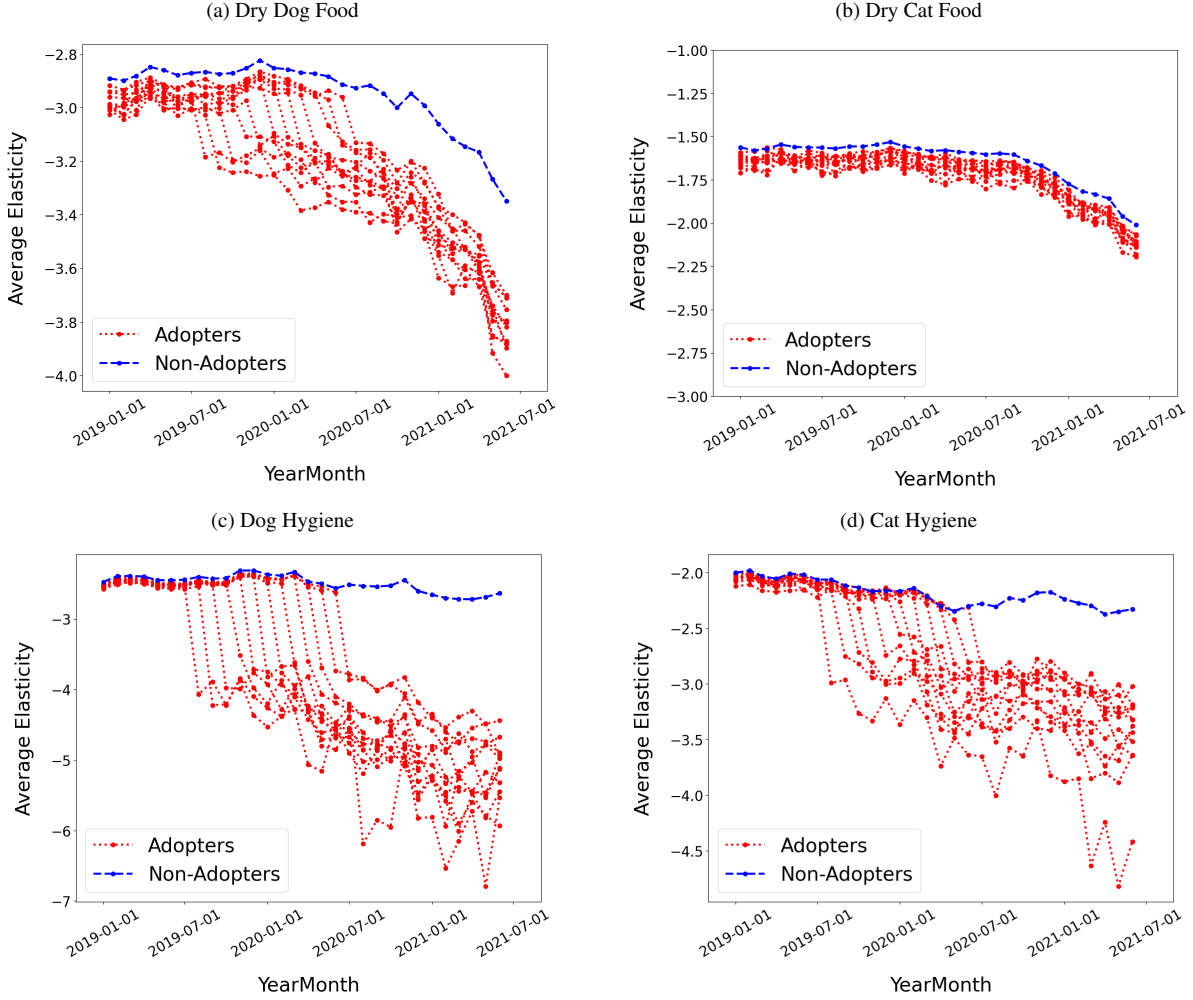 (a) Dry Dog Food
−2.8
−3.0
−3.2
−3.4
−3.6
−3.8
−4.0
Average Elasticity
Adopters
Non-Adopters
2019-01-01
2019-07-01
2020-01-01
2020-07-01
2021-01-01
2021-07-01
YearMonth
(b) Dry Cat Food
−1.00
−1.25
−1.50
−1.75
−2.00
−2.25
−2.50
−2.75
−3.00
Average Elasticity
Adopters
Non-Adopters
2019-01-01
2019-07-01
2020-01-01
2020-07-01
2021-01-01
2021-07-01
YearMonth
(c) Dog Hygiene
−3
−4
−5
−6
−7
Average Elasticity
Adopters
Non-Adopters
2019-01-01
2019-07-01
2020-01-01
2020-07-01
2021-01-01
2021-07-01
YearMonth
(d) Cat Hygiene
−2.0
−2.5
−3.0
−3.5
−4.0
−4.5
Average Elasticity
Adopters
Non-Adopters
2019-01-01
2019-07-01
2020-01-01
2020-07-01
2021-01-01
2021-07-01
YearMonth